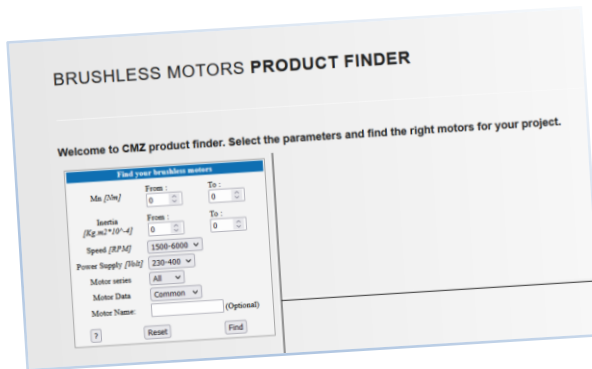 BRUSHLESS MOTORS PRODUCT FINDER
Welcome to CMZ product finder. Select the parameters and find the right motors for your project.
Find your brushless motors
From : To :
Mn [Nm] 0 0
From : To :
Inertia [Kg.m2*10^-4] 0 0
Speed [RPM] 1500-6000
Power Supply [Volt] 230-400
Motor series All
Motor Data Common
Motor Name: (Optional)
? Reset Find